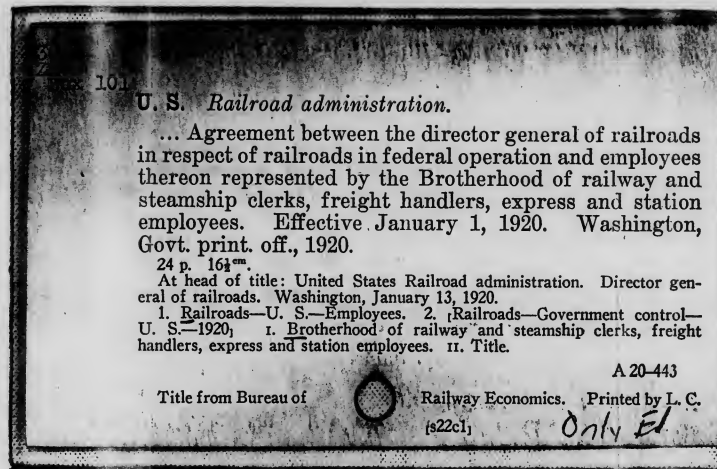 101
U. S. Railroad administration.
... Agreement between the director general of railroads
in respect of railroads in federal operation and employees
thereon represented by the Brotherhood of railway and
steamship clerks, freight handlers, express and station
employees. Effective January 1, 1920. Washington,
Govt. print. off., 1920.
24 p. 16½ cm.
At head of title: United States Railroad administration. Director gen-
eral of railroads. Washington, January 13, 1920.
1. Railroads—U. S.—Employees. 2. [Railroads—Government control—
U. S.—1920] I. Brotherhood of railway and steamship clerks, freight
handlers, express and station employees. II. Title.
A 20–443
Title from Bureau of Railway Economics. Printed by L. C.
[s22c1]
Only Ed